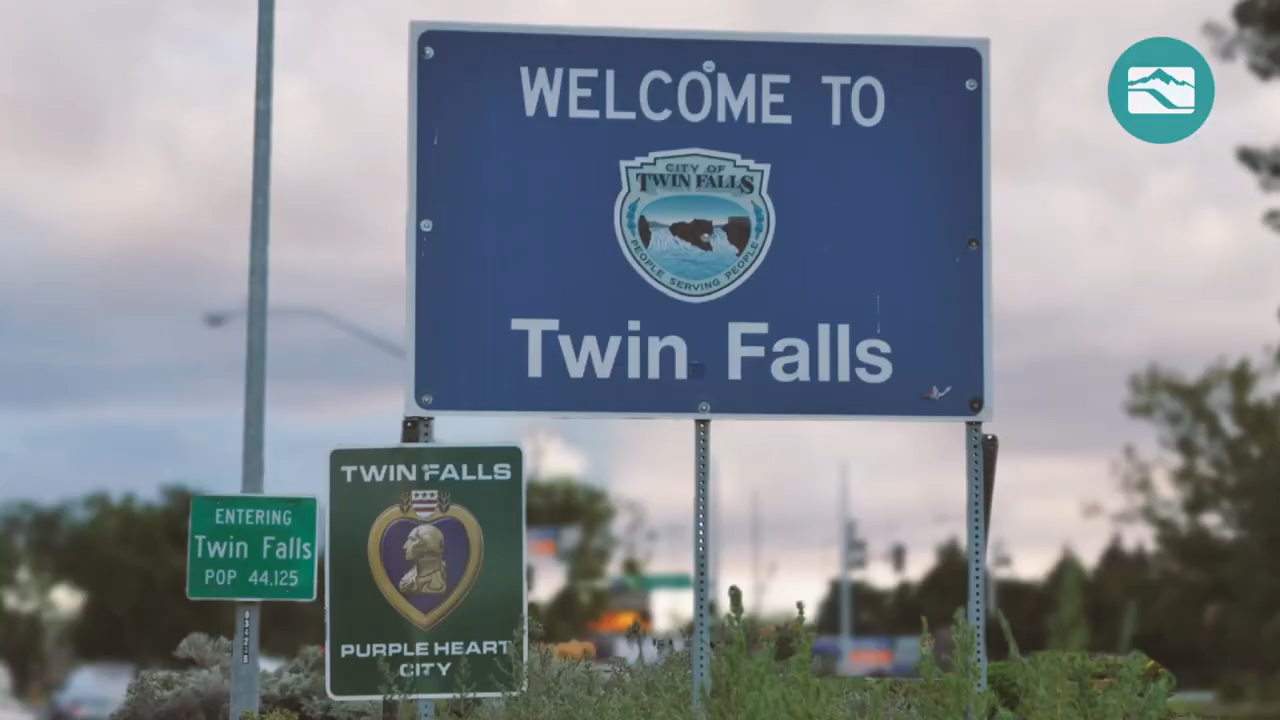 WELCOME TO
CITY OF
TWIN FALLS
PEOPLE SERVING PEOPLE
Twin Falls
TWIN FALLS
PURPLE HEART
CITY
ENTERING
Twin Falls
POP 44,125